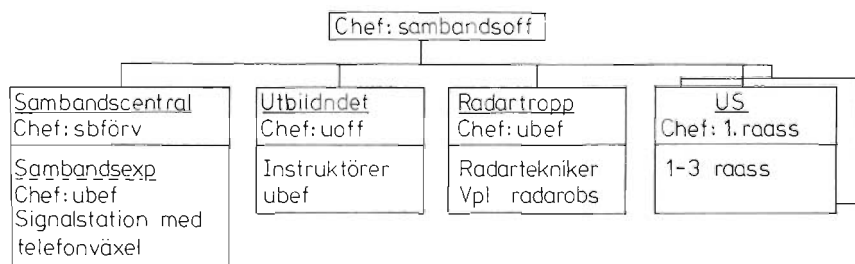 Chef: sambandsoff
Sambandscentral
Chef: sbförv
Sambandsexp
Chef: ubef
Signalstation med
telefonväxel
Utbildndet
Chef: uoff
Instruktörer
ubef
Radartropp
Chef: ubef
Radartekniker
Vpl radarobs
US
Chef: 1. raass
1-3 raass